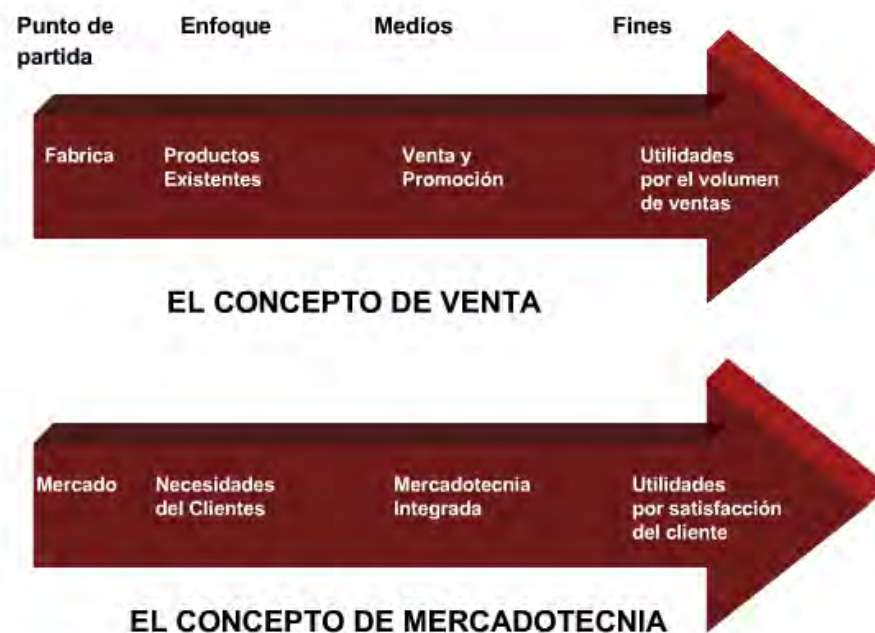 Punto de partida
Enfoque
Medios
Fines
Fabrica
Productos
Existentes
Venta y
Promoción
Utilidades
por el volumen
de ventas
EL CONCEPTO DE VENTA
Mercado
Necesidades
del Clientes
Mercadotecnia
Integrada
Utilidades
por satisfacción
del cliente
EL CONCEPTO DE MERCADOTECNIA